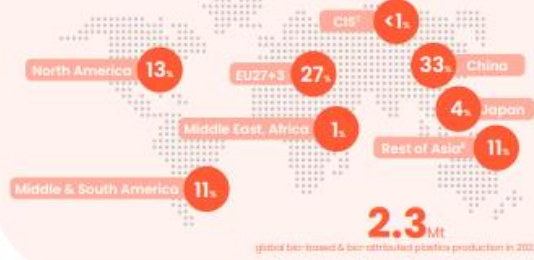 CIS¹ <1%
North America 13%
EU27+3 27%
33% China
4% Japan
Middle East, Africa 1%
Rest of Asia² 11%
Middle & South America 11%
2.3Mt
global bio-based & bio-attributed plastics production in